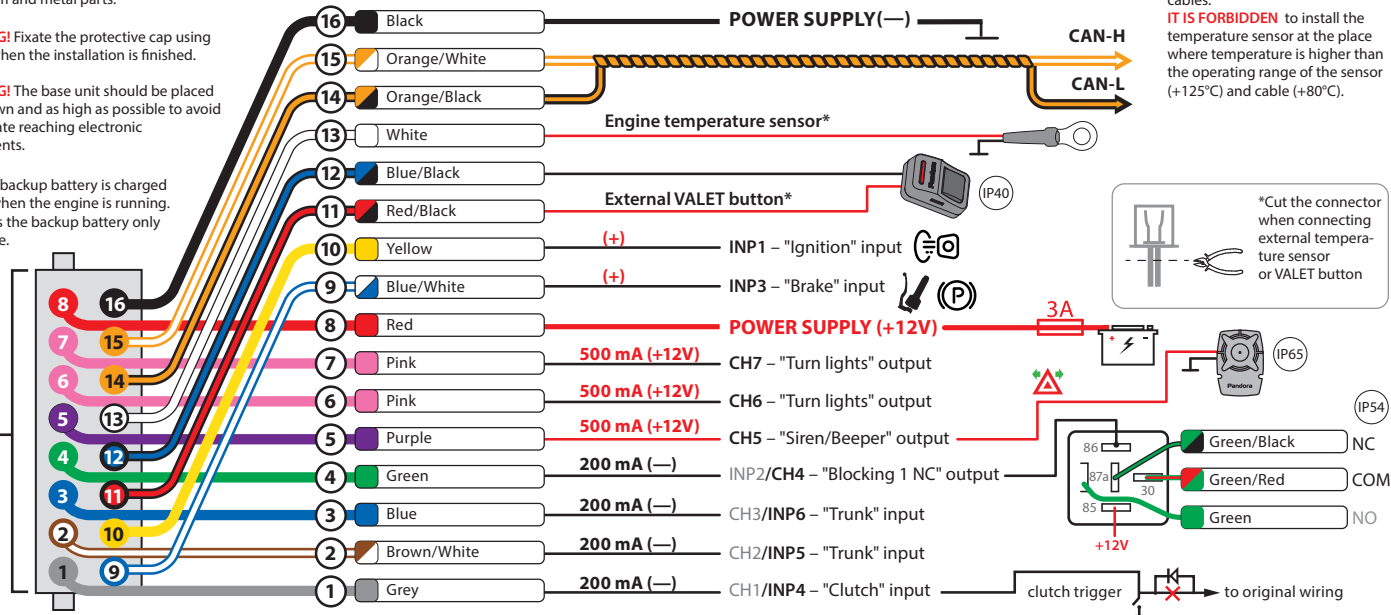 n and metal parts.
G! Fixate the protective cap using
hen the installation is finished.
G! The base unit should be placed
wn and as high as possible to avoid
te reaching electronic
ents.
backup battery is charged
when the engine is running.
s the backup battery only
e.
cables.
IT IS FORBIDDEN to install the
temperature sensor at the place
where temperature is higher than
the operating range of the sensor
(+125°C) and cable (+80°C).
16 Black POWER SUPPLY(—)
15 Orange/White CAN-H
14 Orange/Black CAN-L
13 White Engine temperature sensor*
12 Blue/Black
11 Red/Black External VALET button*
Pandora
IP40
10 Yellow (+) INP1 – "Ignition" input
9 Blue/White (+) INP3 – "Brake" input (P)
8 Red POWER SUPPLY (+12V) 3A
+ -
7 Pink 500 mA (+12V) CH7 – "Turn lights" output
6 Pink 500 mA (+12V) CH6 – "Turn lights" output
5 Purple 500 mA (+12V) CH5 – "Siren/Beeper" output
4 Green 200 mA (—) INP2/CH4 – "Blocking 1 NC" output
3 Blue 200 mA (—) CH3/INP6 – "Trunk" input
2 Brown/White 200 mA (—) CH2/INP5 – "Trunk" input
1 Grey 200 mA (—) CH1/INP4 – "Clutch" input
clutch trigger
to original wiring
*Cut the connector
when connecting
external tempera-
ture sensor
or VALET button
Pandora
IP65
IP54
86
87a
30
85
+12V
Green/Black NC
Green/Red COM
Green NO
8 16
7 15
6 14
5 13
4 12
3 11
2 10
1 9